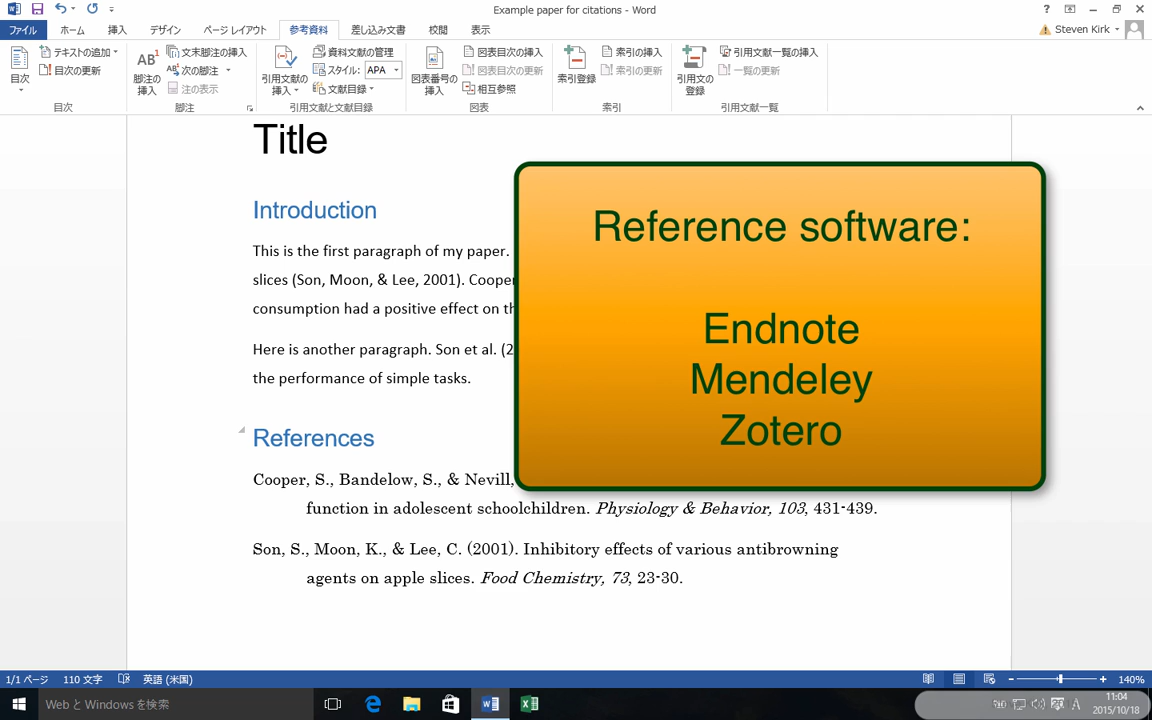 Example paper for citations - Word
ファイル ホーム 挿入 デザイン ページ レイアウト 参考資料 差し込み文書 校閲 表示
Steven Kirk
目次
テキストの追加
目次の更新
目次
AB¹
脚注の
挿入
文末脚注の挿入
次の脚注
注の表示
脚注
引用文献の
挿入
資料文献の管理
スタイル: APA
文献目録
引用文献と文献目録
図表番号の
挿入
図表目次の挿入
図表目次の更新
相互参照
図表
索引登録
索引の挿入
索引の更新
索引
引用文の
登録
引用文献一覧の挿入
一覧の更新
引用文献一覧
Title
Introduction
This is the first paragraph of my paper.
slices (Son, Moon, & Lee, 2001). Cooper
consumption had a positive effect on th
Here is another paragraph. Son et al. (2
the performance of simple tasks.
Reference software:
Endnote
Mendeley
Zotero
References
Cooper, S., Bandelow, S., & Nevill,
function in adolescent schoolchildren. Physiology & Behavior, 103, 431-439.
Son, S., Moon, K., & Lee, C. (2001). Inhibitory effects of various antibrowning
agents on apple slices. Food Chemistry, 73, 23-30.
1/1 ページ 110 文字 英語 (米国)
140%
Web と Windows を検索
A
11:04
2015/10/18